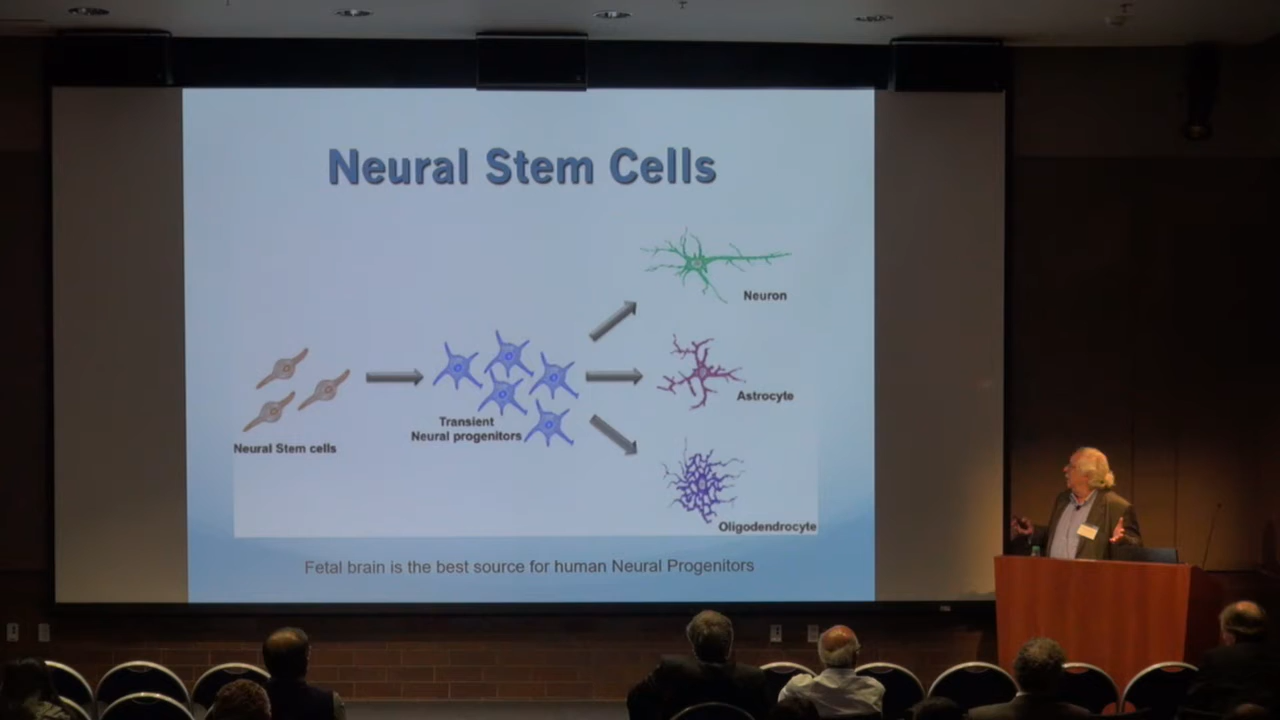 Neural Stem Cells
Neuron
Astrocyte
Transient
Neural progenitors
Neural Stem cells
Oligodendrocyte
Fetal brain is the best source for human Neural Progenitors